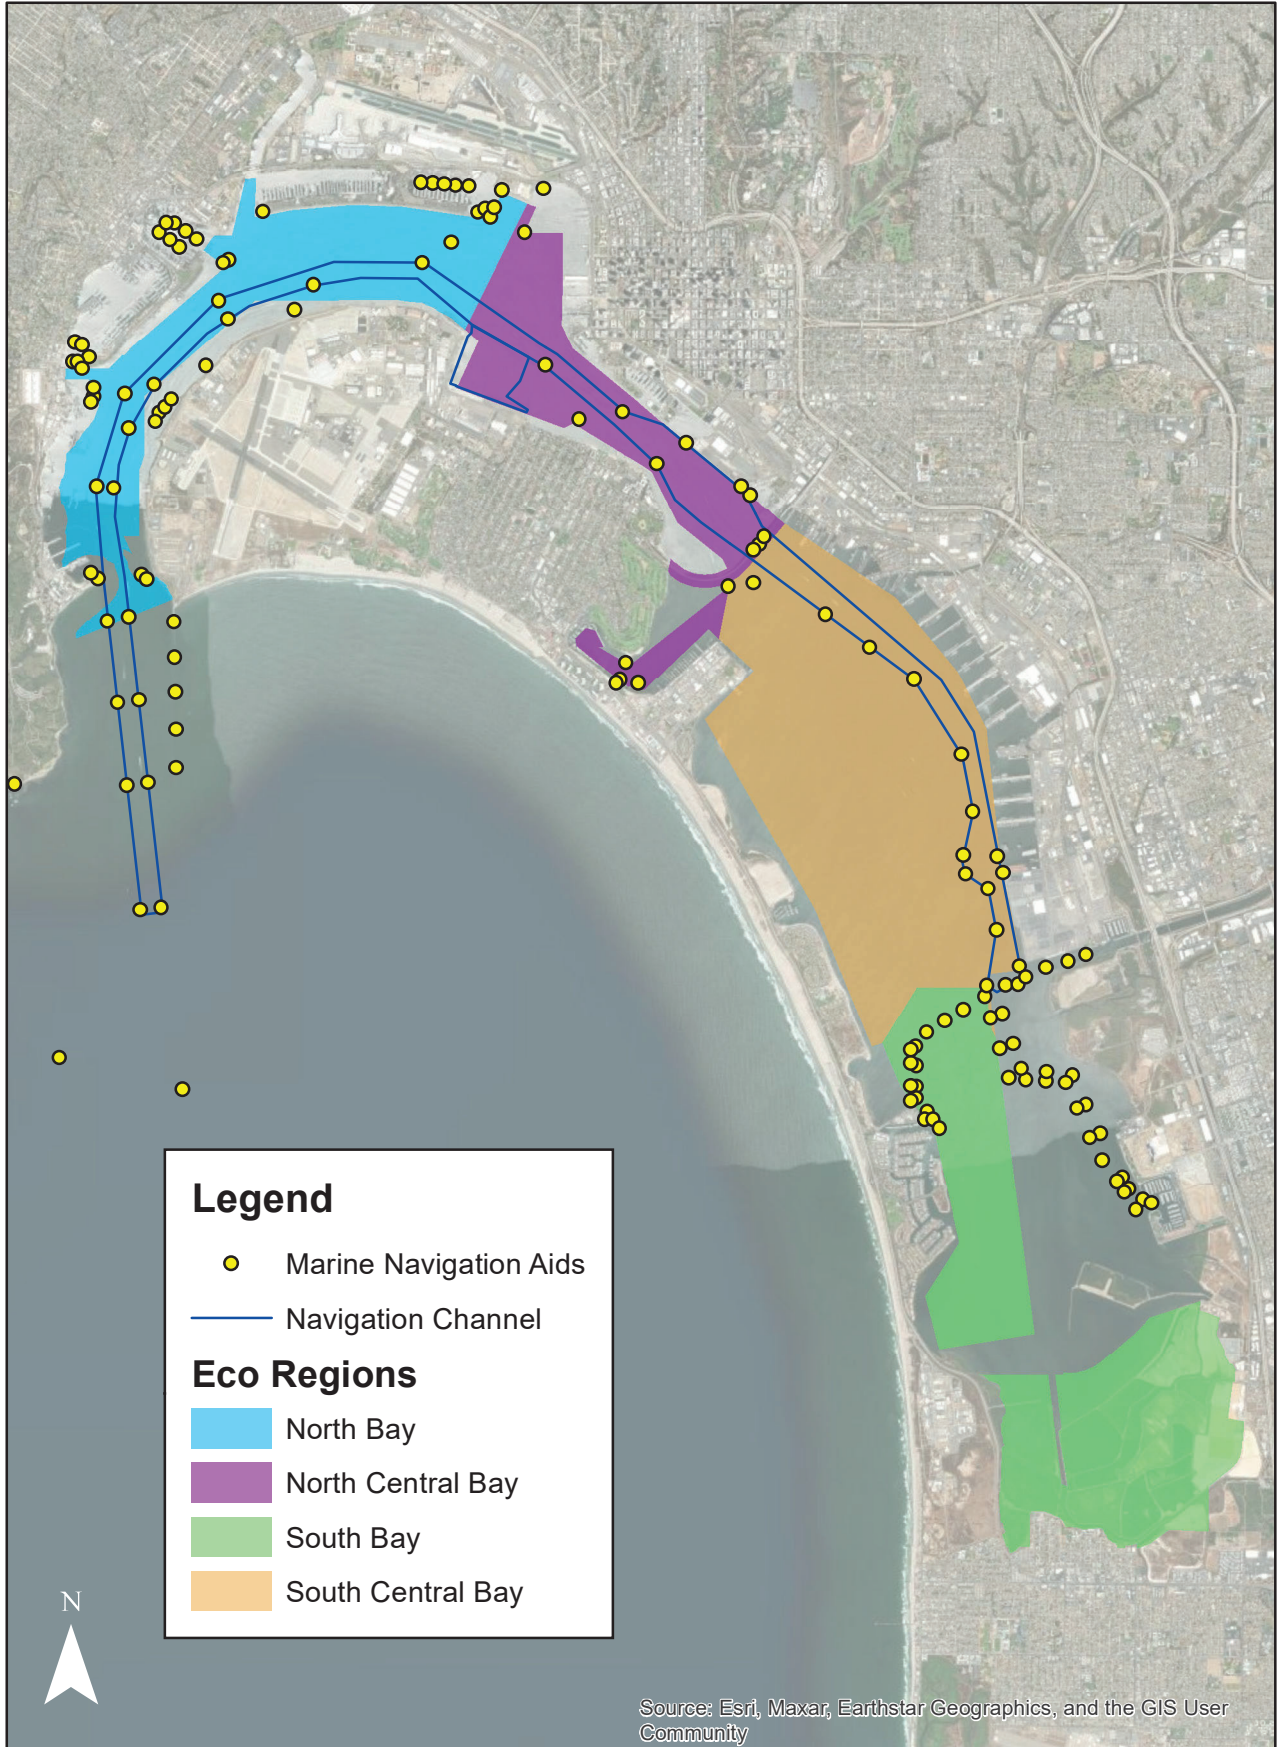 Legend
Marine Navigation Aids
Navigation Channel
Eco Regions
North Bay
North Central Bay
South Bay
South Central Bay
N
Source: Esri, Maxar, Earthstar Geographics, and the GIS User
Community